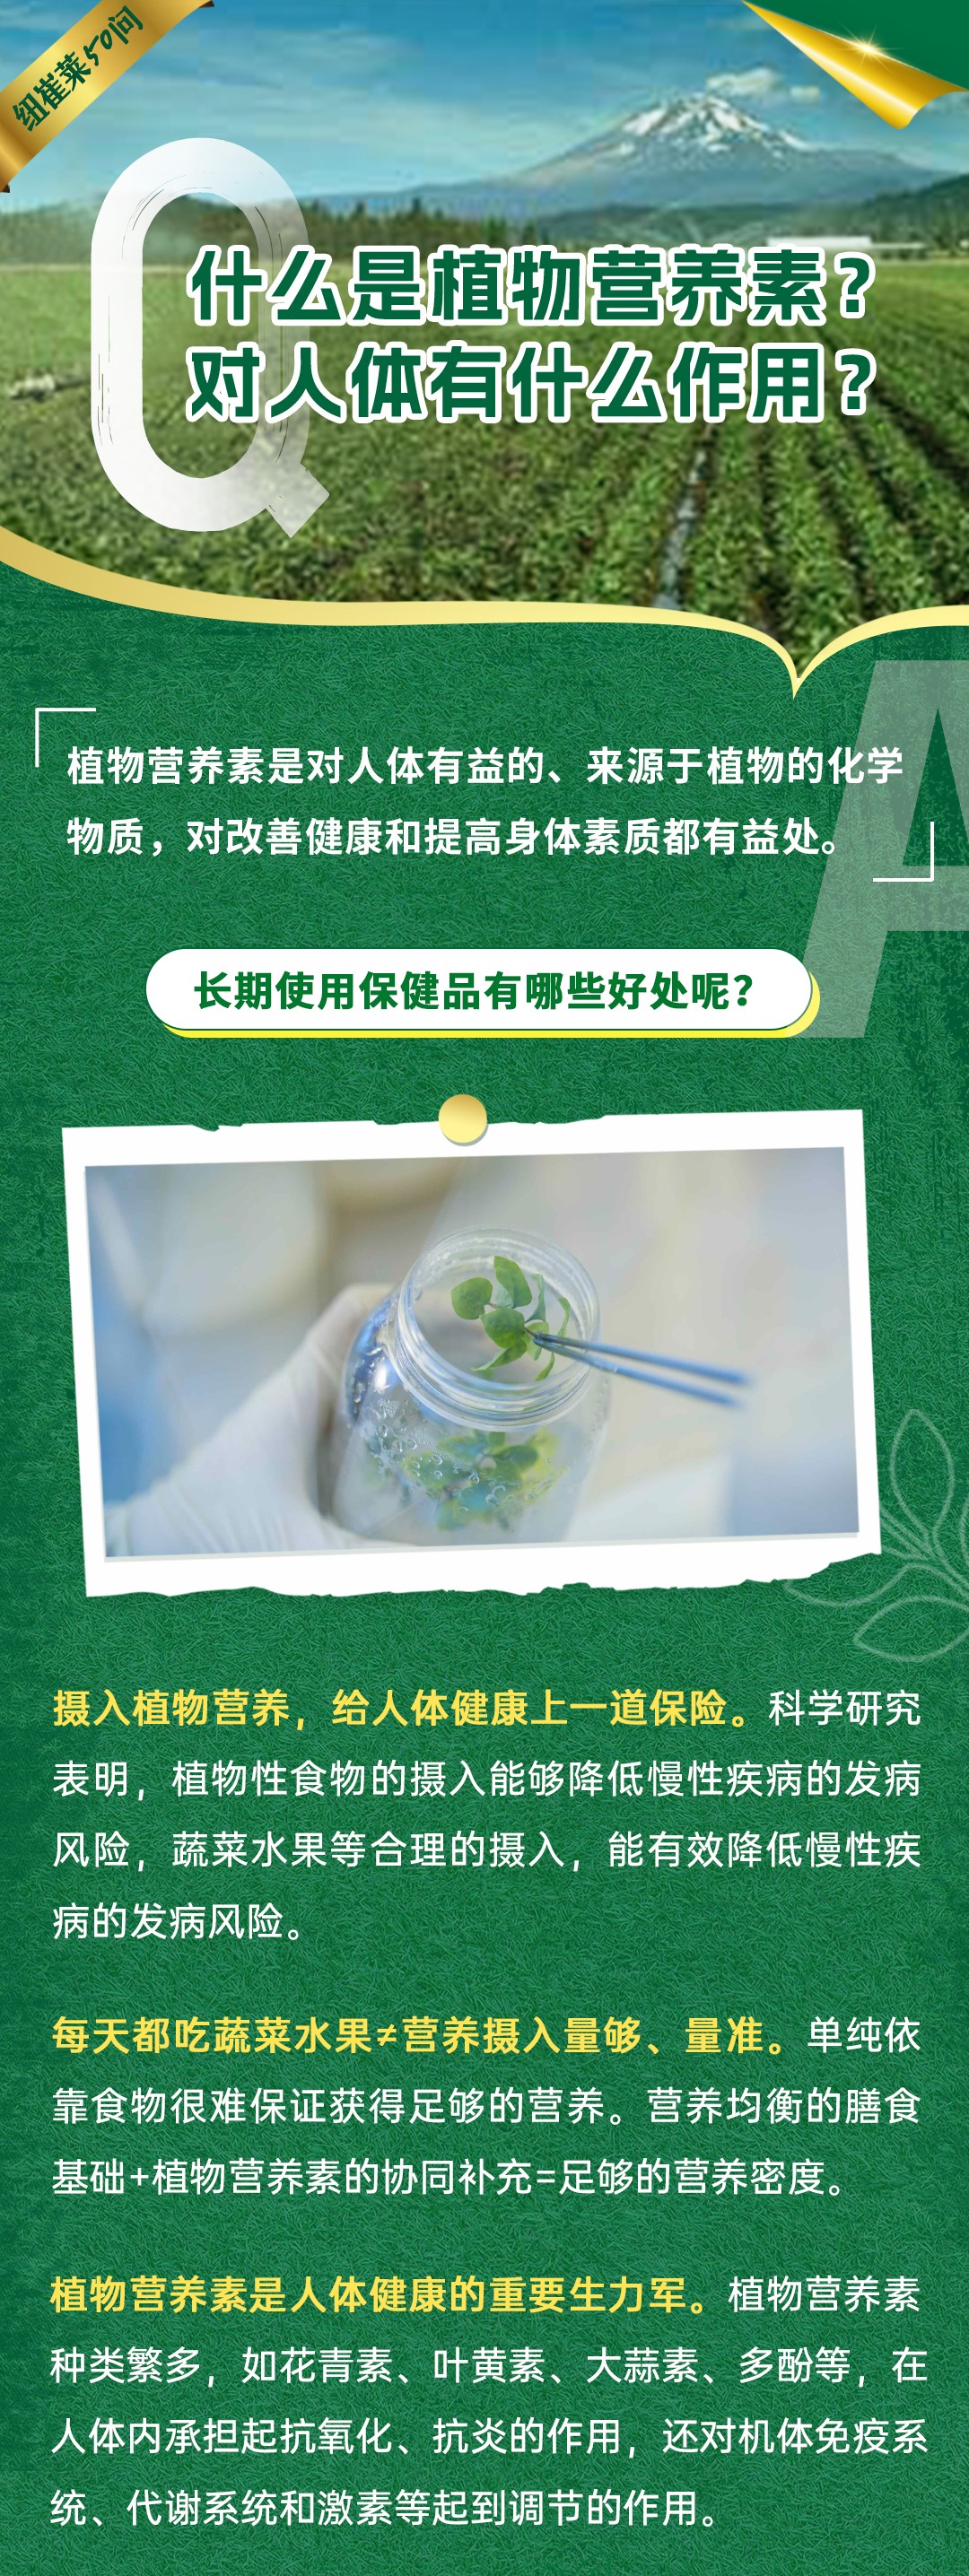 纽崔莱50问
Q
什么是植物营养素？
对人体有什么作用？
A
植物营养素是对人体有益的、来源于植物的化学
物质，对改善健康和提高身体素质都有益处。
长期使用保健品有哪些好处呢？
摄入植物营养，给人体健康上一道保险。科学研究
表明，植物性食物的摄入能够降低慢性疾病的发病
风险，蔬菜水果等合理的摄入，能有效降低慢性疾
病的发病风险。
每天都吃蔬菜水果≠营养摄入量够、量准。单纯依
靠食物很难保证获得足够的营养。营养均衡的膳食
基础+植物营养素的协同补充=足够的营养密度。
植物营养素是人体健康的重要生力军。植物营养素
种类繁多，如花青素、叶黄素、大蒜素、多酚等，在
人体内承担起抗氧化、抗炎的作用，还对机体免疫系
统、代谢系统和激素等起到调节的作用。